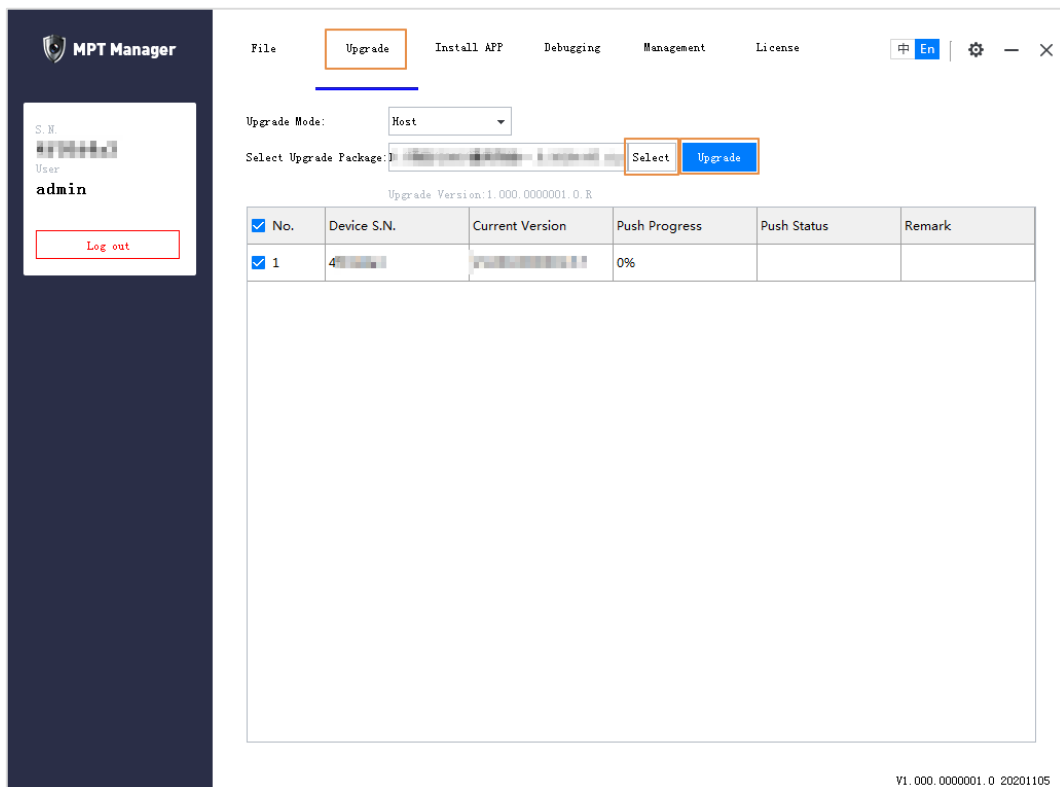 MPT Manager
File Upgrade Install APP Debugging Management License 中 En
S.N.
User
admin
Log out
Upgrade Mode: Host
Select Upgrade Package: Select Upgrade
Upgrade Version:1.000.0000001.0.R
No. Device S.N. Current Version Push Progress Push Status Remark
1 4 0%
V1.000.0000001.0 20201105